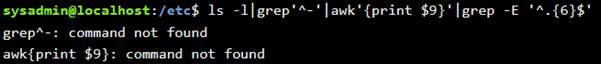 sysadmin@localhost:/etc$ ls -l|grep'^-'|awk'{print $9}'|grep -E '^.{6}$'
grep^-: command not found
awk{print $9}: command not found